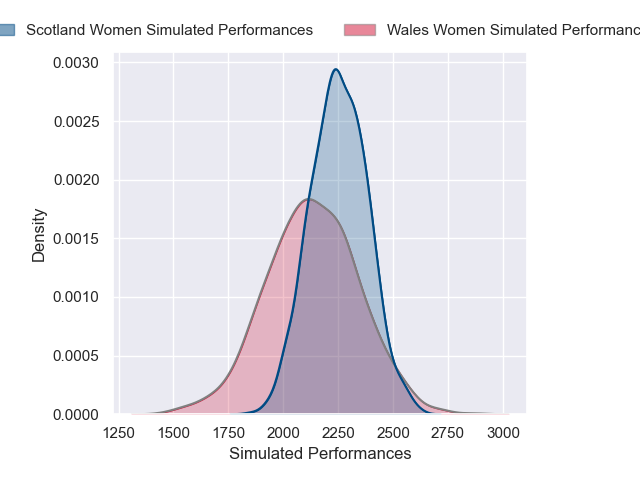 Scotland Women Simulated Performances Wales Women Simulated Performanc
0.0030
0.0025
0.0020
0.0015
0.0010
0.0005
0.0000
Density
1250 1500 1750 2000 2250 2500 2750 3000
Simulated Performances